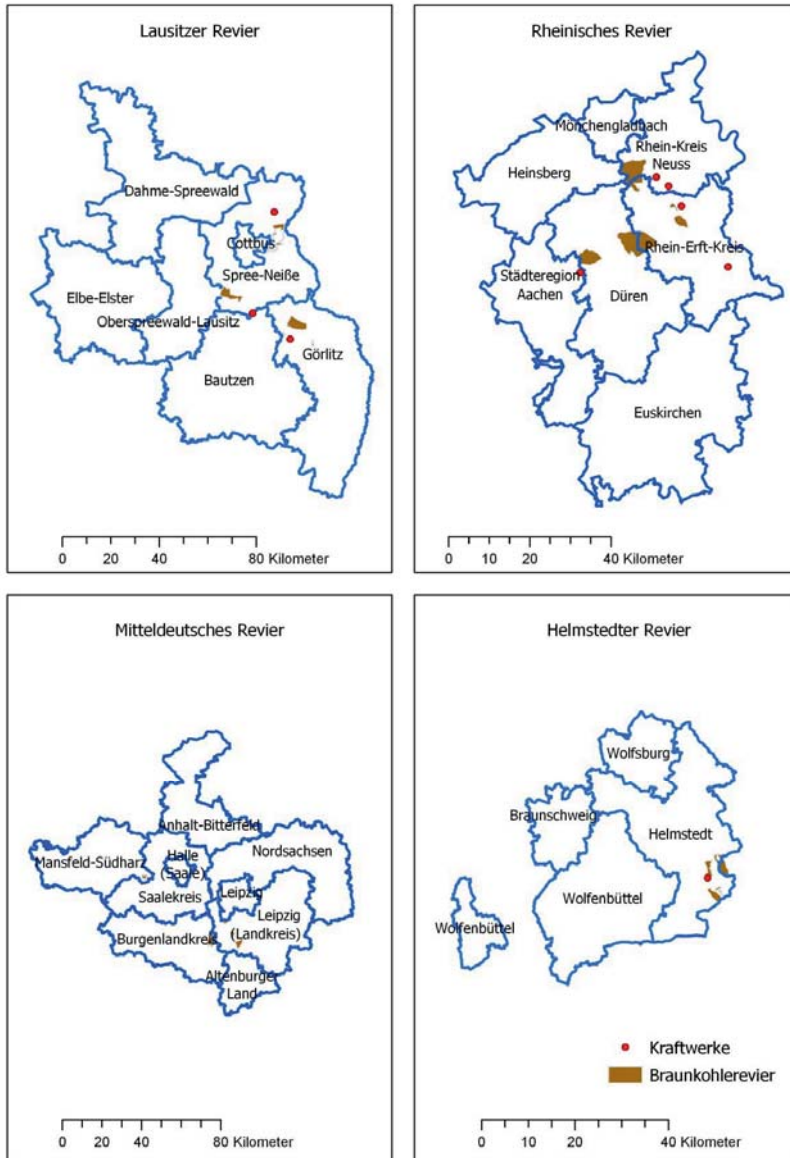 Lausitzer Revier
Dahme-Spreewald
Cottbus
Spree-Neiße
Elbe-Elster
Oberspreewald-Lausitz
Görlitz
Bautzen
0 40 80 Kilometer
Rheinisches Revier
Mönchengladbach
Rhein-Kreis
Neuss
Heinsberg
Rhein-Erft-Kreis
Städteregion
Aachen
Düren
Euskirchen
0 10 20 40 Kilometer
Mitteldeutsches Revier
Anhalt-Bitterfeld
Mansfeld-Südharz
Halle
(Saale)
Nordsachsen
Saalekreis
Leipzig
Leipzig
(Landkreis)
Burgenlandkreis
Altenburger
Land
0 20 40 80 Kilometer
Helmstedter Revier
Wolfsburg
Braunschweig
Helmstedt
Wolfenbüttel
Wolfenbüttel
Kraftwerke
Braunkohlerevier
0 10 20 40 Kilometer